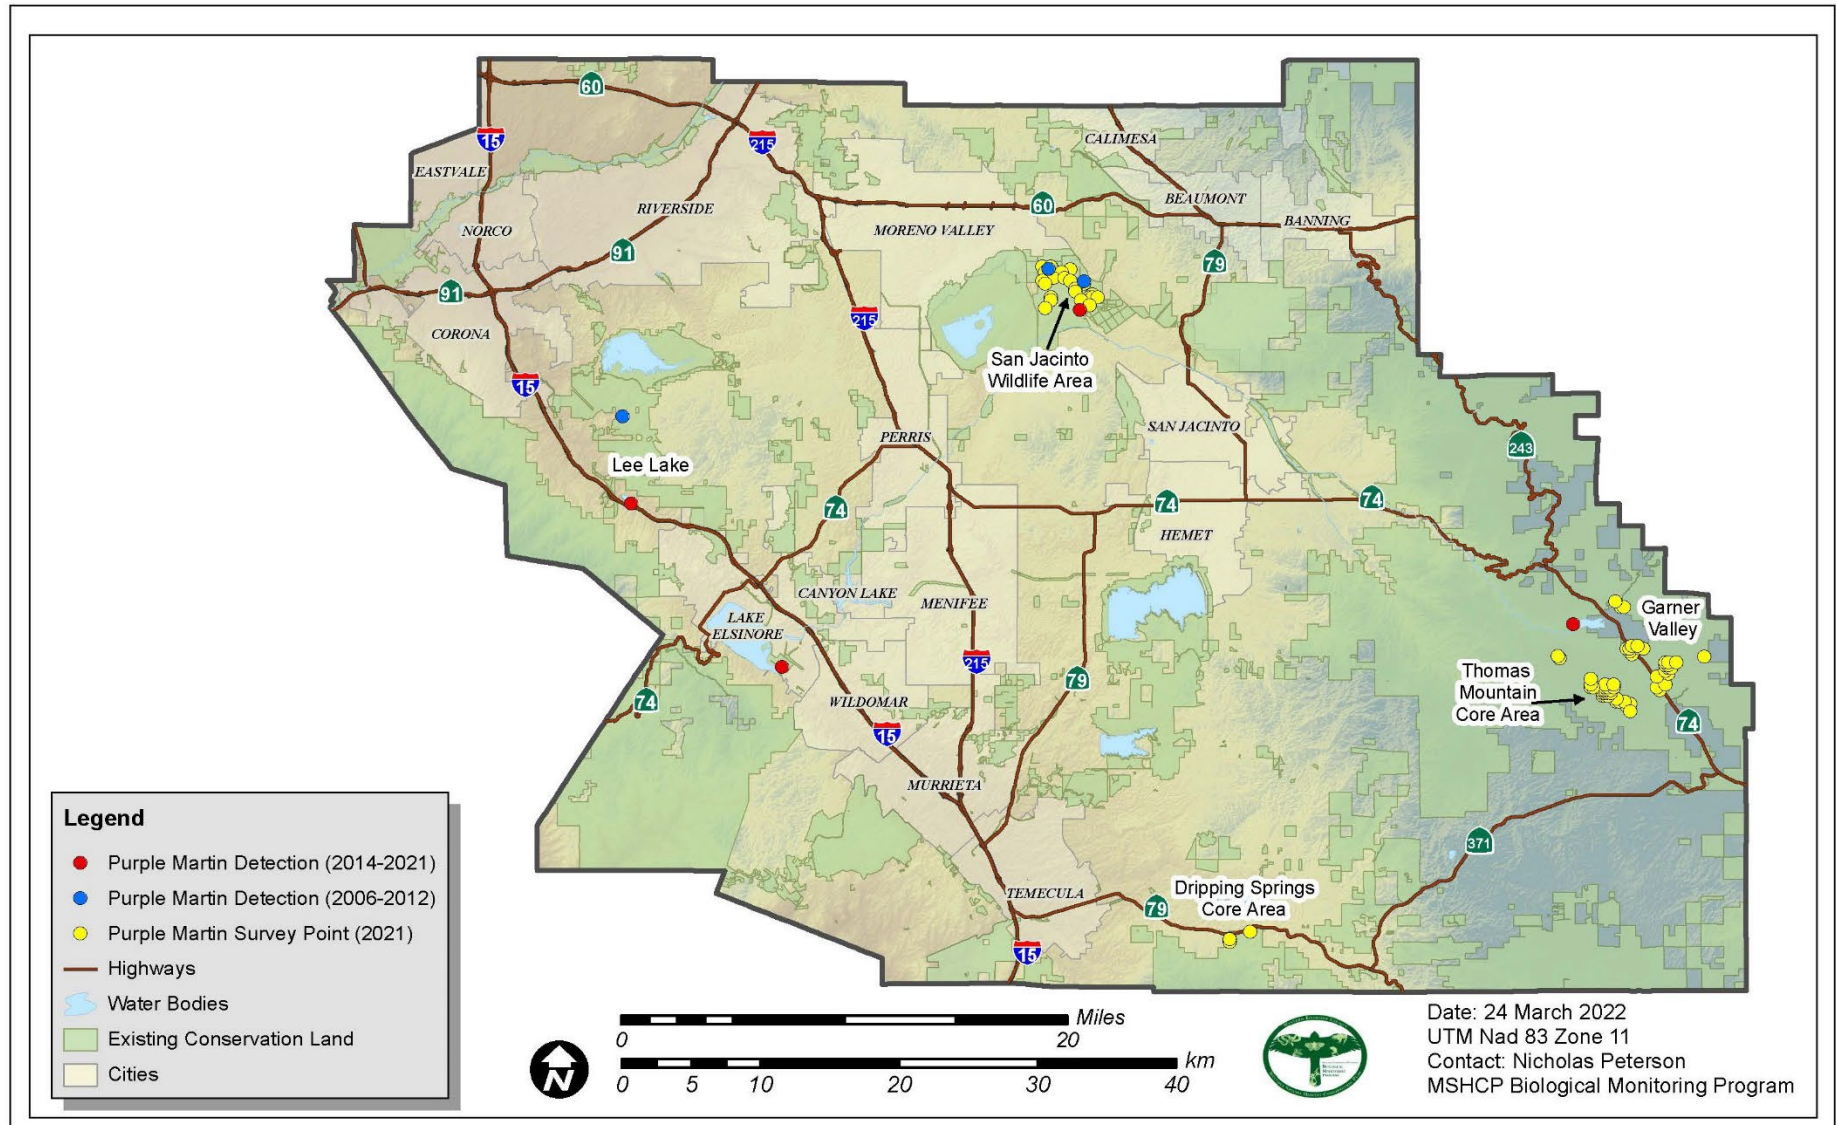 60
15
215
CALIMESA
EASTVALE
BEAUMONT
RIVERSIDE
60
BANNING
NORCO
MORENO VALLEY
91
79
91
215
CORONA
San Jacinto
Wildlife Area
15
SAN JACINTO
PERRIS
243
Lee Lake
74
74
74
HEMET
CANYON LAKE
MENIFEE
LAKE
ELSINORE
Garner
Valley
215
79
Thomas
Mountain
Core Area
74
WILDOMAR
74
15
MURRIETA
371
TEMECULA
79
Dripping Springs
Core Area
15
Legend
Purple Martin Detection (2014-2021)
Purple Martin Detection (2006-2012)
Purple Martin Survey Point (2021)
Highways
Water Bodies
Existing Conservation Land
Cities
N
Miles
0 20
km
0 5 10 20 30 40
Date: 24 March 2022
UTM Nad 83 Zone 11
Contact: Nicholas Peterson
MSHCP Biological Monitoring Program